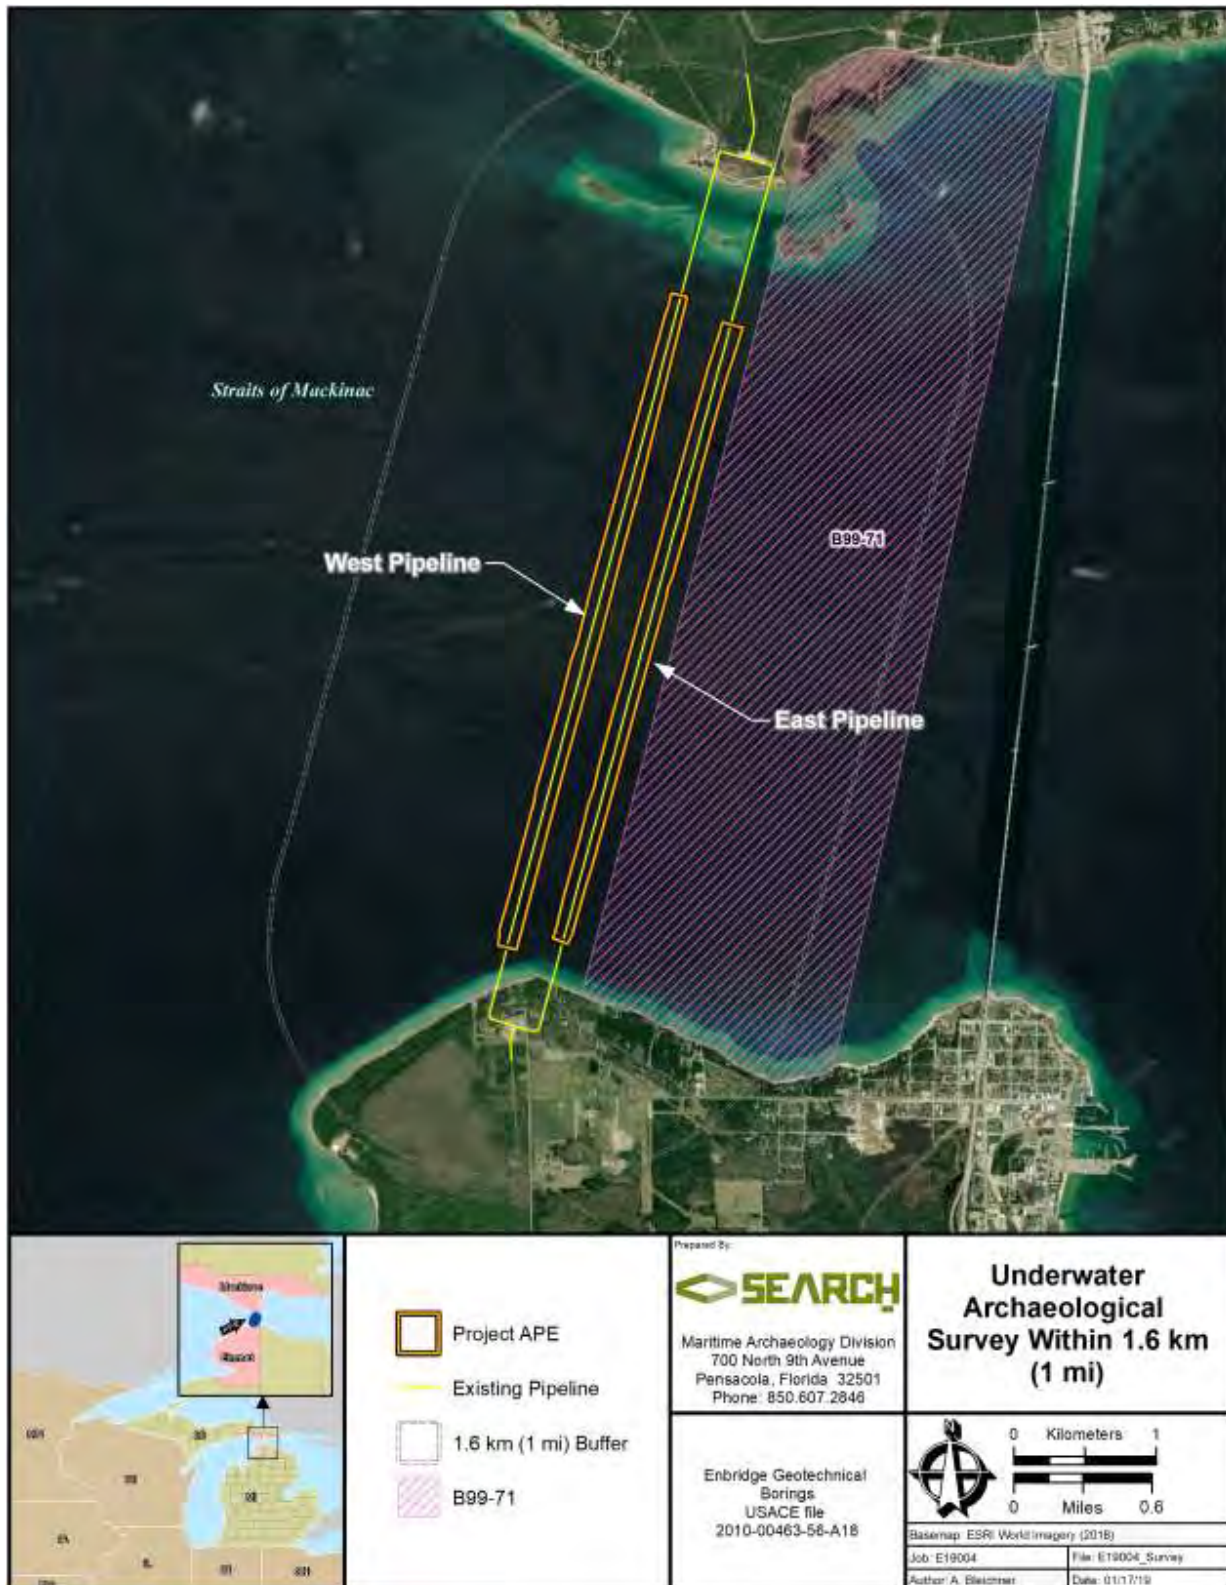 Straits of Mackinac
B99-71
West Pipeline
East Pipeline
Emmet
Project APE
Existing Pipeline
1.6 km (1 mi) Buffer
B99-71
Prepared By:
SEARCH
Maritime Archaeology Division
700 North 9th Avenue
Pensacola, Florida 32501
Phone: 850.607.2846
Enbridge Geotechnical
Borings
USACE file
2010-00463-56-A18
Underwater
Archaeological
Survey Within 1.6 km
(1 mi)
N
0 Kilometers 1
0 Miles 0.6
Basemap: ESRI World Imagery (2018)
Job: E19004
File: E19004_Survey
Author: A. Bleichner
Date: 01/17/19